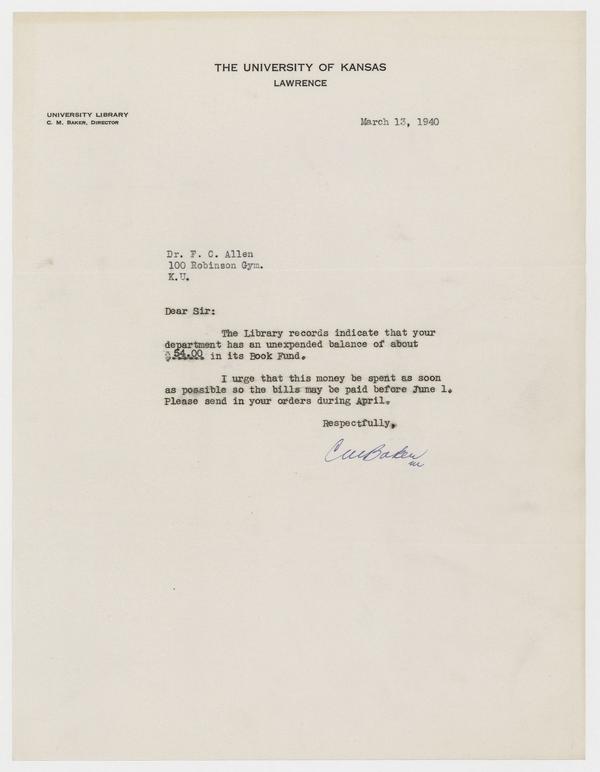 THE UNIVERSITY OF KANSAS
LAWRENCE
UNIVERSITY LIBRARY
C. M. BAKER, DIRECTOR
March 13, 1940
Dr. F. C. Allen
100 Robinson Gym.
K.U.
Dear Sir:
The Library records indicate that your
department has an unexpended balance of about
$54.00 in its Book Fund.
I urge that this money be spent as soon
as possible so the bills may be paid before June 1.
Please send in your orders during April.
Respectfully,
CMBaker